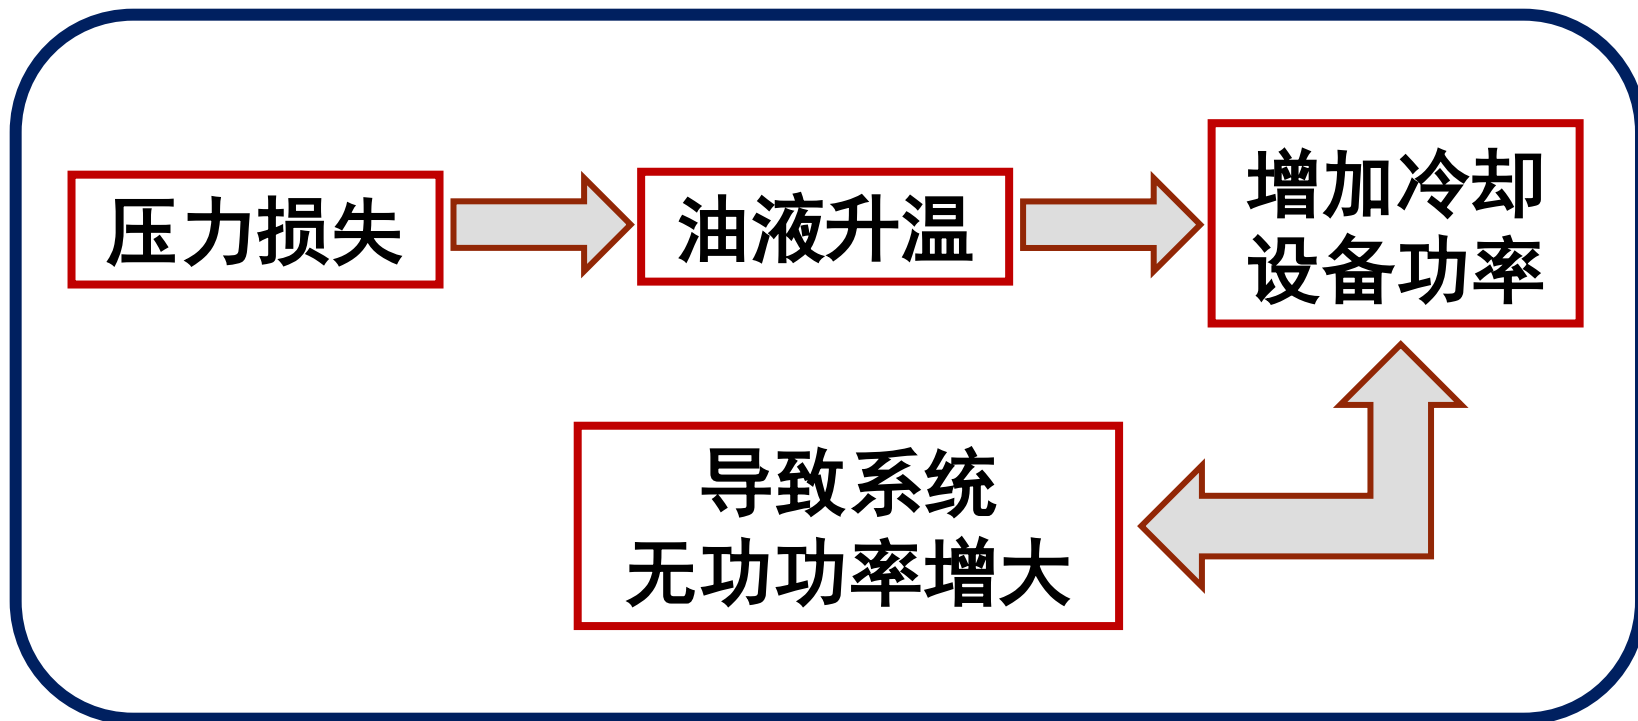 压力损失
油液升温
增加冷却
设备功率
导致系统
无功功率增大